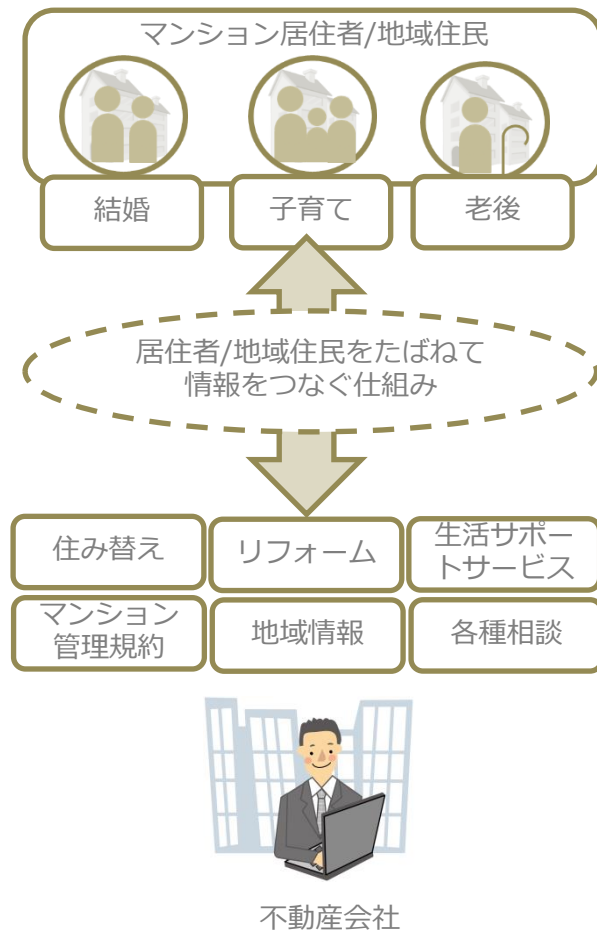 マンション居住者/地域住民
結婚
子育て
老後
居住者/地域住民をたばねて
情報をつなぐ仕組み
住み替え
リフォーム
生活サポー
トサービス
マンション
管理規約
地域情報
各種相談
不動産会社